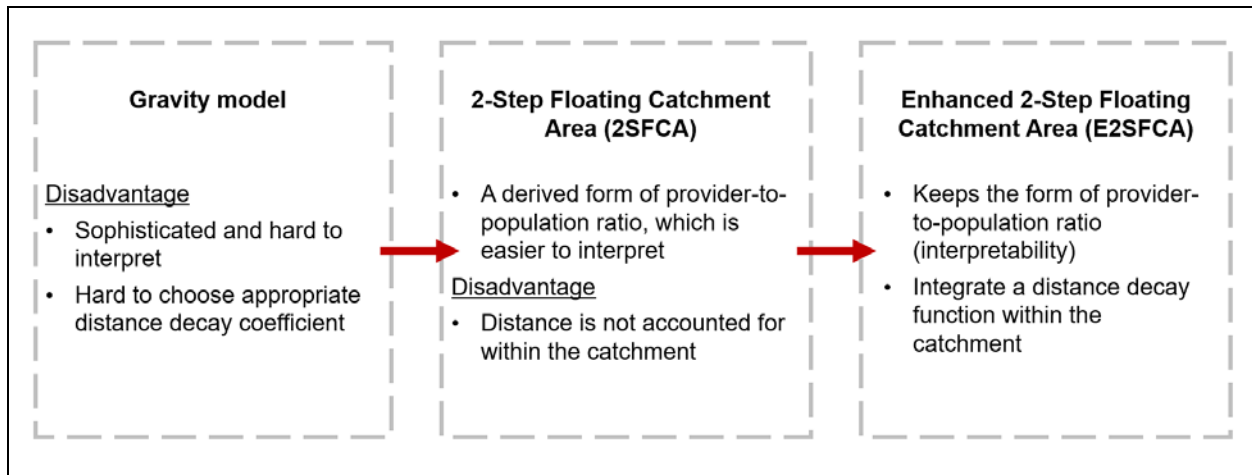 Gravity model
Disadvantage
• Sophisticated and hard to
interpret
• Hard to choose appropriate
distance decay coefficient
2-Step Floating Catchment
Area (2SFCA)
• A derived form of provider-to-
population ratio, which is
easier to interpret
Disadvantage
• Distance is not accounted for
within the catchment
Enhanced 2-Step Floating
Catchment Area (E2SFCA)
• Keeps the form of provider-
to-population ratio
(interpretability)
• Integrate a distance decay
function within the
catchment